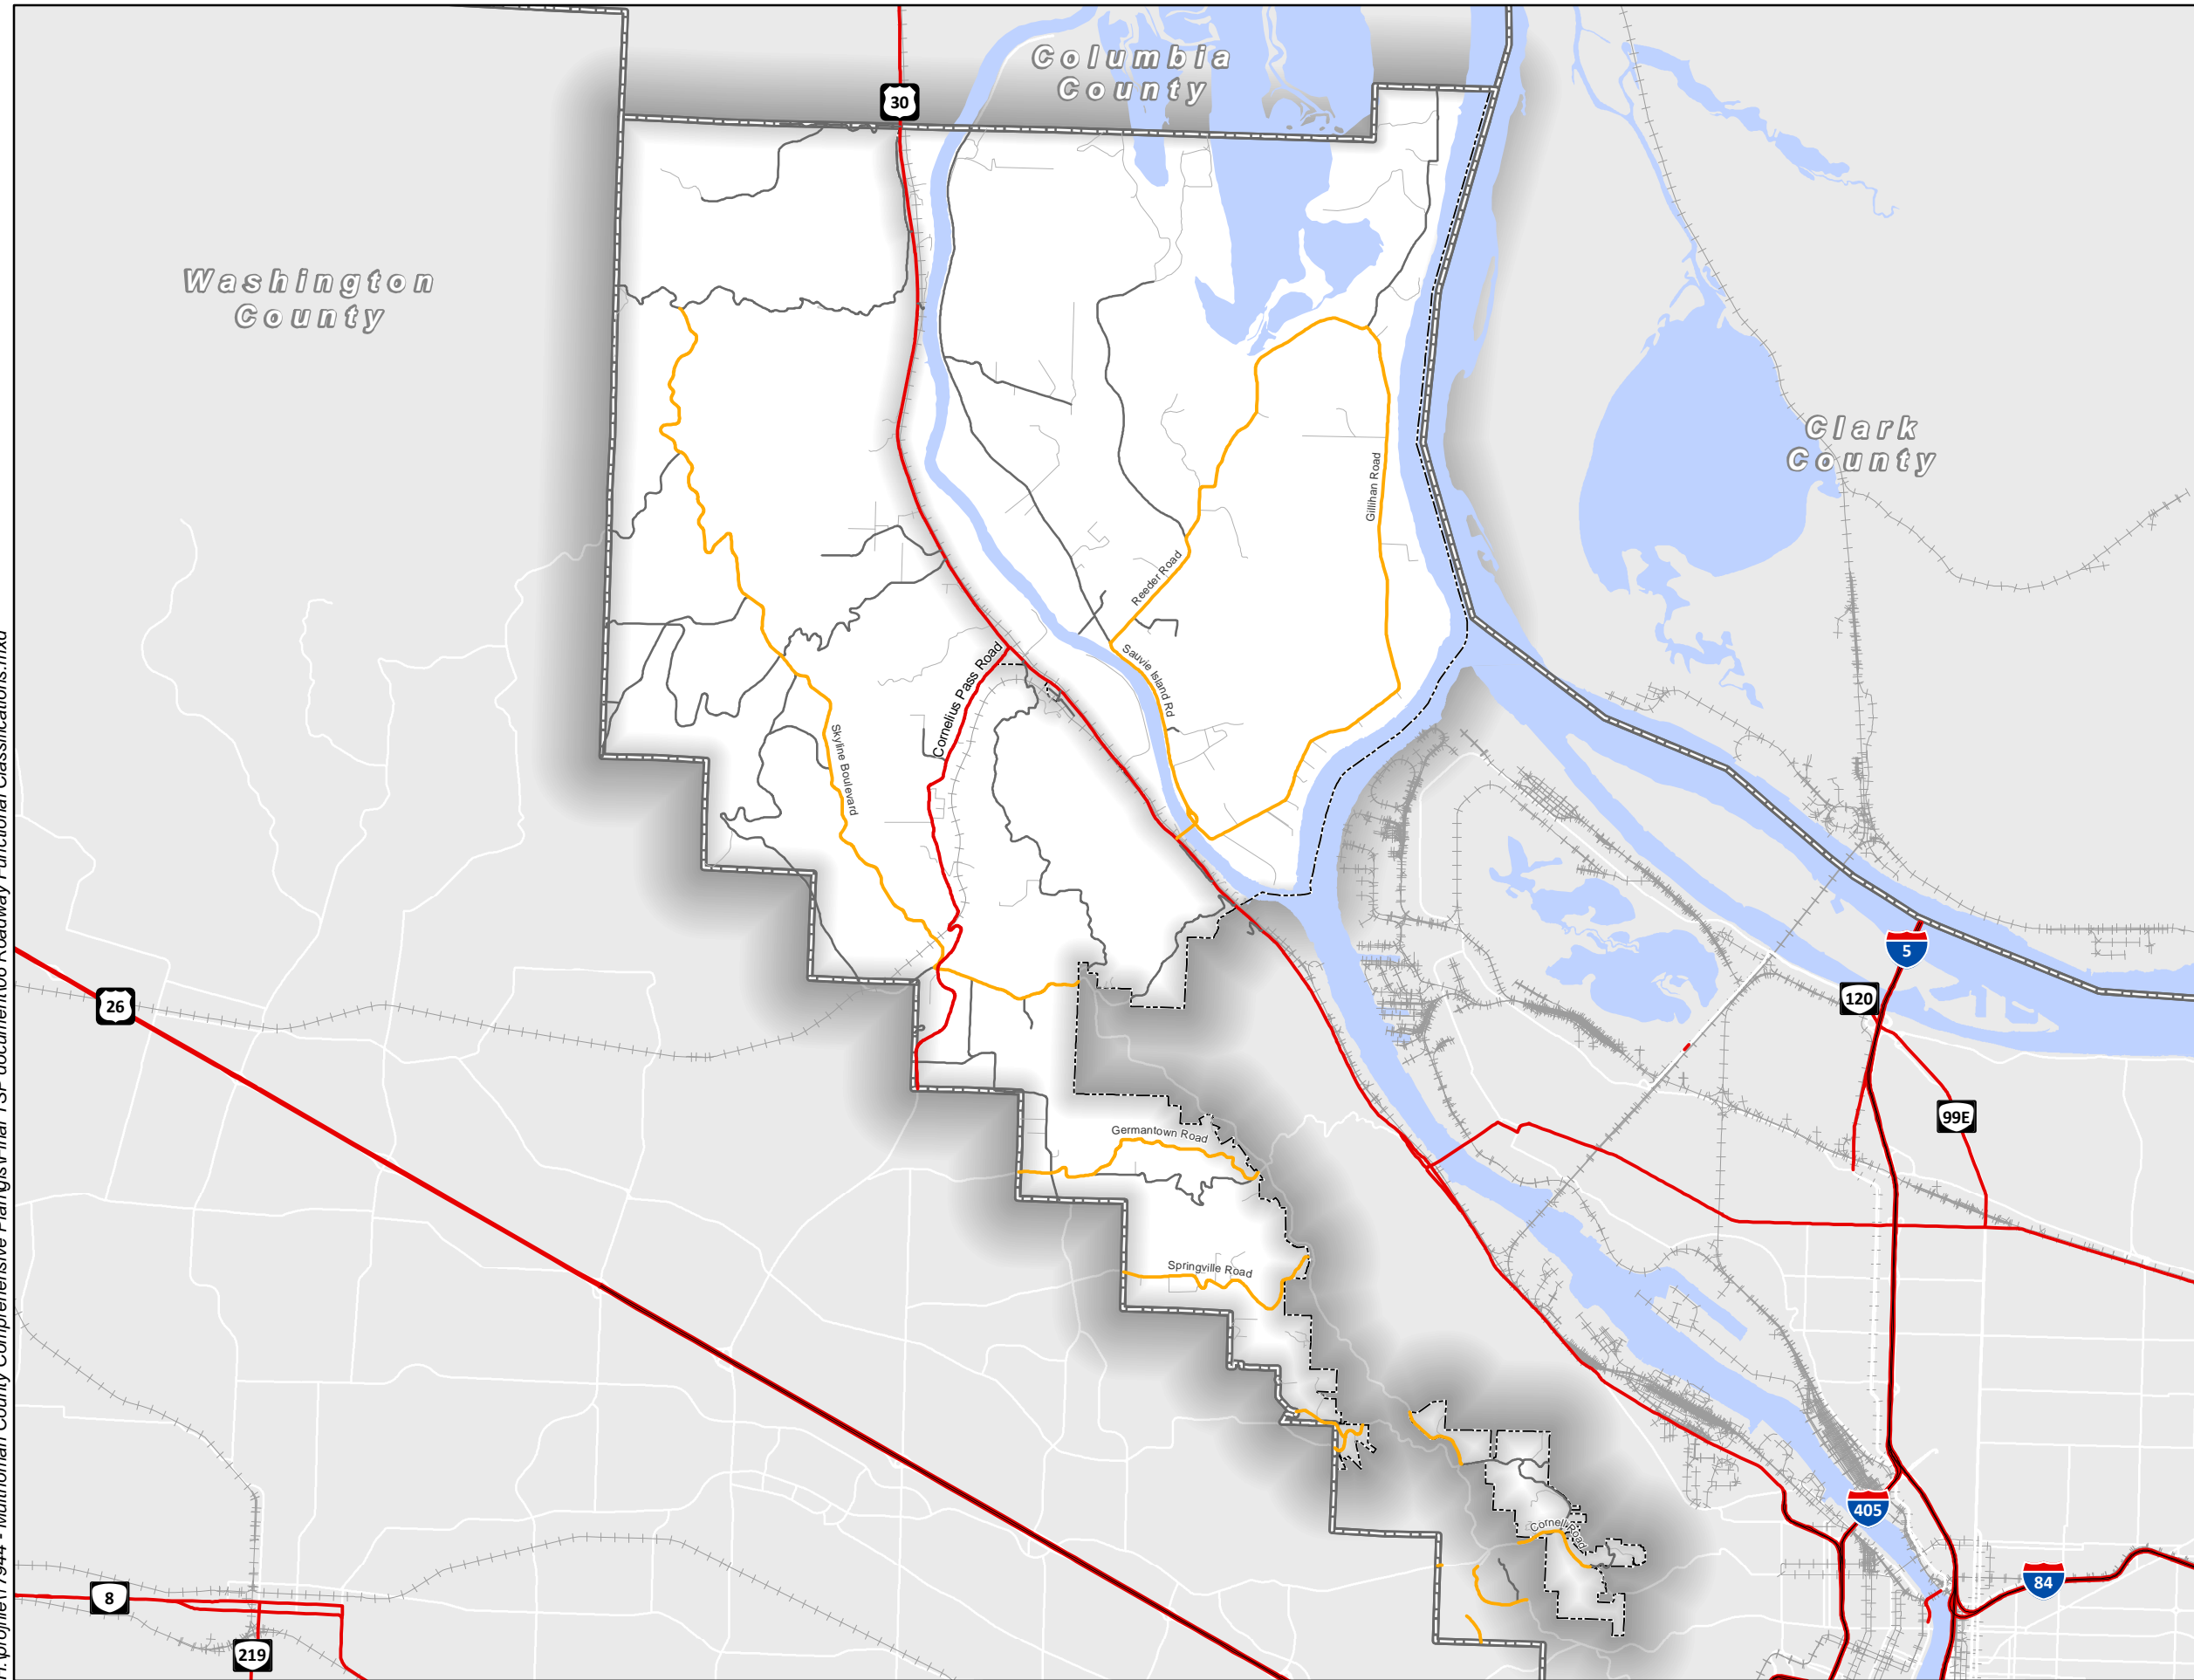 Columbia
County
30
Washington
County
Clark
County
Gillihan Road
Reeder Road
Sauvie Island Rd
Cornelius Pass Road
Skyline Boulevard
5
26
120
99E
Germantown Road
Springville Road
405
Cornell Road
84
8
219
- Multnomah County Comprehensive Plan\gis\Final TSP document\06 Roadway Functional Classifications.mxd